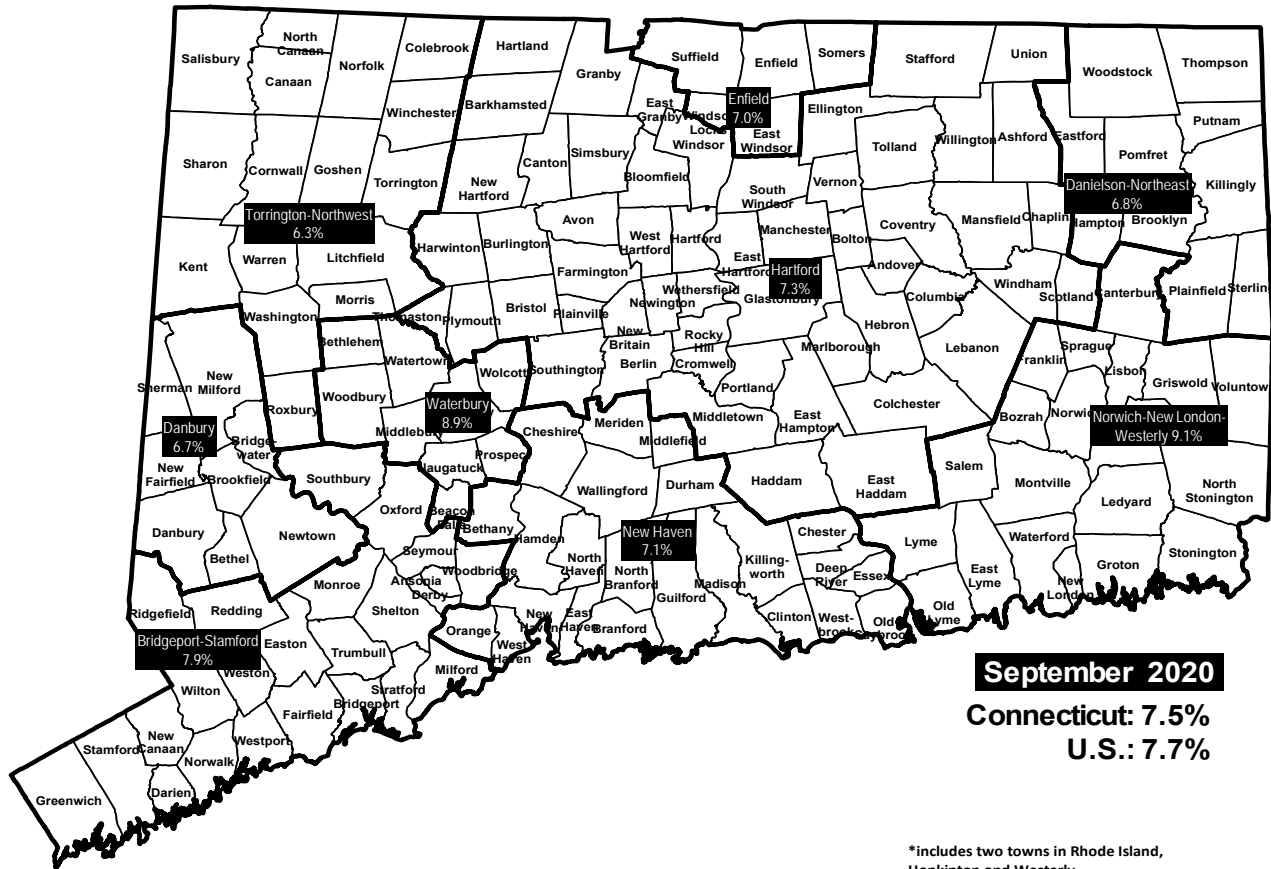 North
Canaan
Colebrook
Hartland
Suffield
Enfield
Somers
Stafford
Union
Woodstock
Thompson
Salisbury
Canaan
Norfolk
Granby
Winchester
Barkhamsted
East
Granby
Windsor
Locks
Enfield
7.0%
East
Windsor
Ellington
Putnam
Sharon
Cornwall
Goshen
Torrington
New
Hartford
Canton
Simsbury
Bloomfield
Windsor
South
Windsor
Vernon
Tolland
Willington
Ashford
Eastford
Pomfret
Killingly
Torrington-Northwest
6.3%
Danielson-Northeast
6.8%
Kent
Warren
Litchfield
Harwinton
Burlington
Avon
Farmington
West
Hartford
Hartford
East
Hartford
Manchester
Bolton
Coventry
Andover
Mansfield
Chaplin
Hampton
Brooklyn
Hartford
7.3%
Morris
Washington
Thomaston
Plymouth
Bristol
Plainville
Newington
Wethersfield
Glastonbury
Columbia
Windham
Scotland
Canterbury
Plainfield
Sterling
New
Britain
Rocky
Hill
Berlin
Cromwell
Marlborough
Hebron
Lebanon
Bethlehem
Watertown
Wolcott
Southington
Portland
Sprague
Franklin
Lisbon
Griswold
Voluntown
Sherman
New
Milford
Roxbury
Woodbury
Waterbury
8.9%
Middletown
East
Hampton
Colchester
Bozrah
Norwich
Norwich-New London-
Westerly 9.1%
Danbury
6.7%
Bridge-
water
Middlebury
Cheshire
Meriden
Middlefield
New
Fairfield
Brookfield
Southbury
Naugatuck
Prospect
Wallingford
Durham
Haddam
East
Haddam
Salem
Montville
Ledyard
North
Stonington
Danbury
Bethel
Newtown
Oxford
Beacon
Falls
Bethany
Hamden
New Haven
7.1%
North
Haven
North
Branford
Killing-
worth
Chester
Deep
River
Essex
Lyme
East
Lyme
Waterford
New
London
Groton
Stonington
Monroe
Seymour
Ansonia
Derby
Woodbridge
Madison
Guilford
Ridgefield
Redding
Shelton
Orange
West
Haven
New
Haven
East
Haven
Branford
Clinton
West-
brook
Old
Saybrook
Old
Lyme
Bridgeport-Stamford
7.9%
Easton
Trumbull
Weston
Wilton
Stratford
Milford
Bridgeport
Fairfield
Stamford
New
Canaan
Norwalk
Westport
Greenwich
Darien
September 2020
Connecticut: 7.5%
U.S.: 7.7%
*includes two towns in Rhode Island,
Hopkinton and Westerly